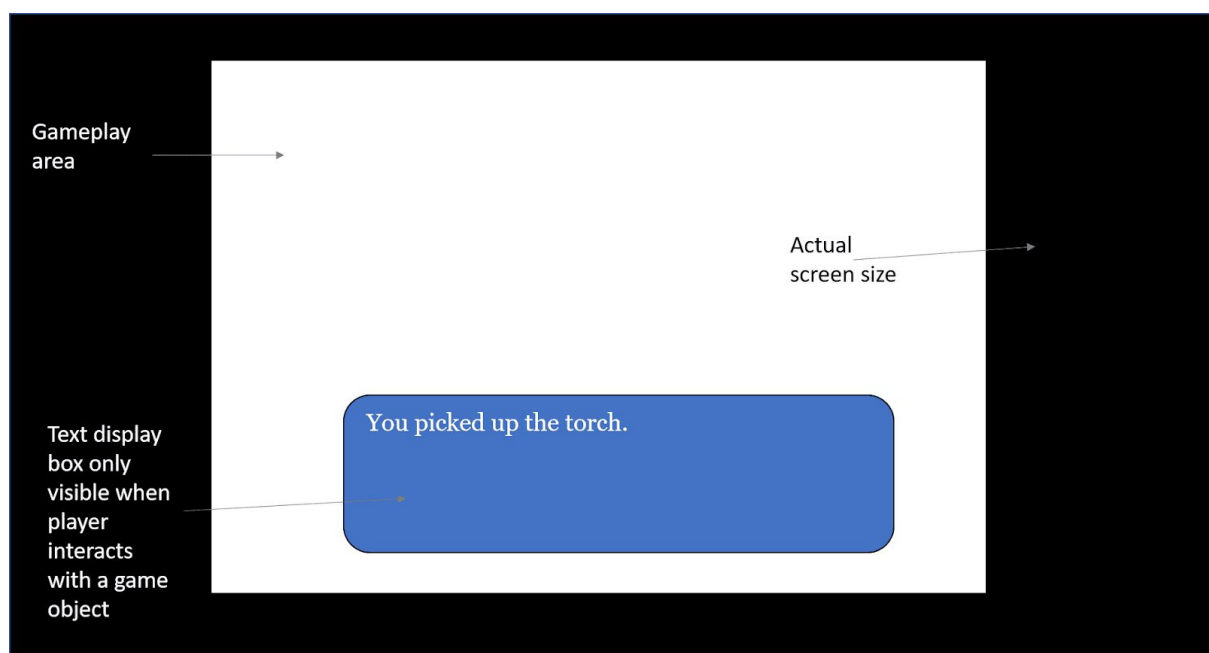 Gameplay
area
Actual
screen size
You picked up the torch.
Text display
box only
visible when
player
interacts
with a game
object